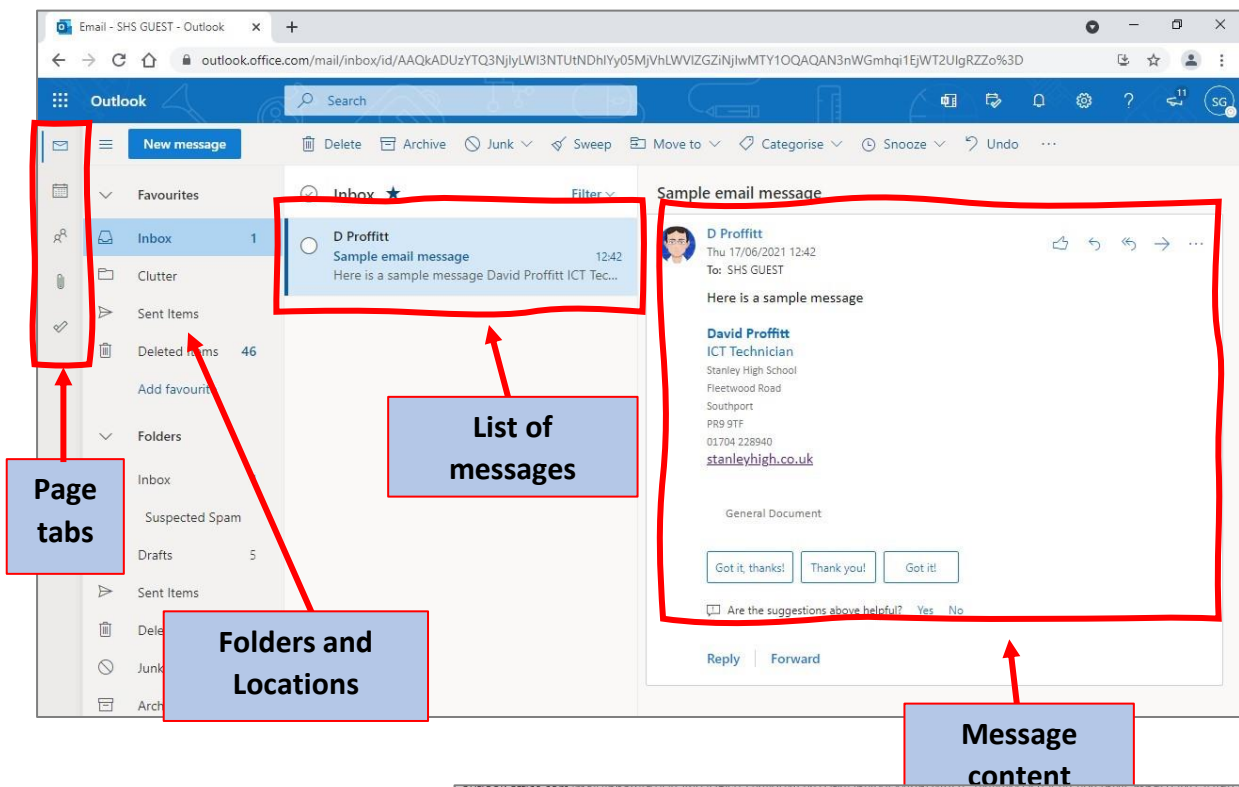 Email - SHS GUEST - Outlook
outlook.office.com/mail/inbox/id/AAQkADUzYTQ3NjIyLWI3NTUtNDhIYy05MjVhLWVlZGZiNjIwMTY1OQAQAN3nWGmhqi1EjWT2UIgRZZo%3D
Outlook
Search
11
SG
New message
Delete Archive Junk Sweep Move to Categorise Snooze Undo ...
Favourites
Inbox 1
Clutter
Sent Items
Deleted Items 46
Add favourite
Folders
Inbox
Suspected Spam
Drafts 5
Sent Items
Junk
Page
tabs
Folders and
Locations
Inbox ★ Filter
D Proffitt
Sample email message 12:42
Here is a sample message David Proffitt ICT Tec...
List of
messages
Sample email message
D Proffitt
Thu 17/06/2021 12:42
To: SHS GUEST
Here is a sample message
David Proffitt
ICT Technician
Stanley High School
Fleetwood Road
Southport
PR9 9TF
01704 228940
stanleyhigh.co.uk
General Document
Got it, thanks! Thank you! Got it!
Are the suggestions above helpful? Yes No
Reply Forward
Message
content